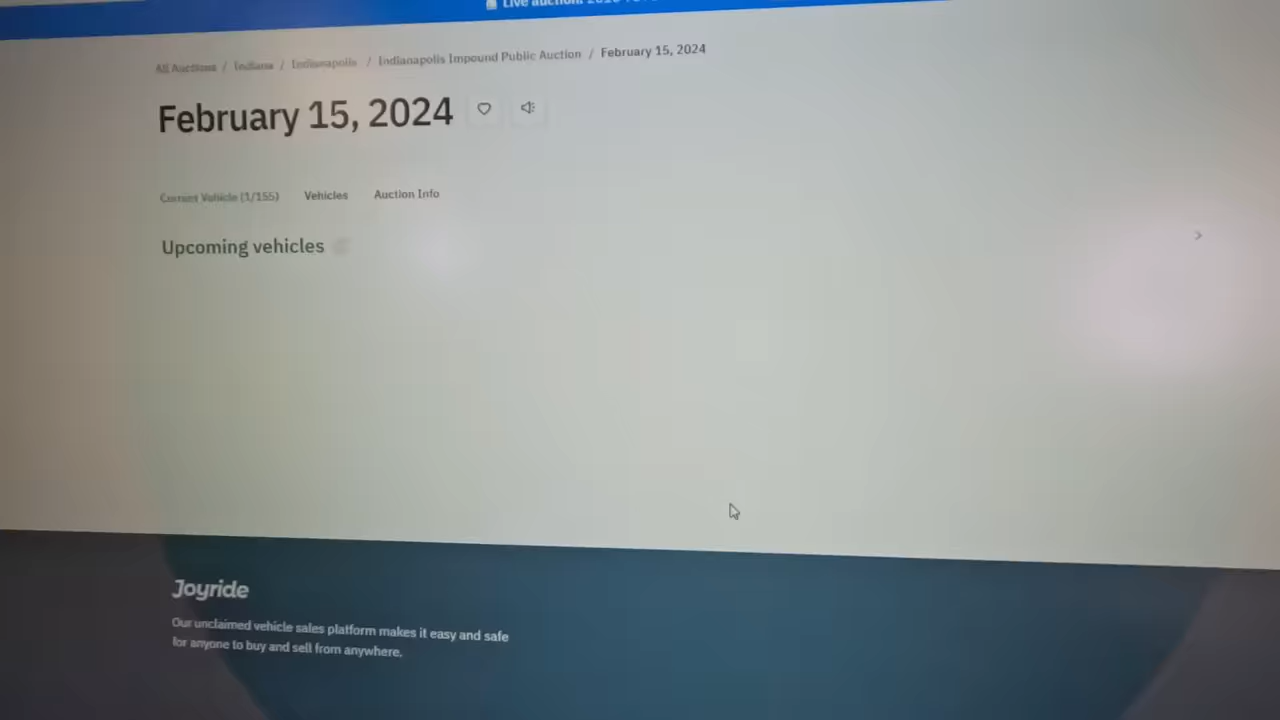 Live auction:
All Auctions / Indiana / Indianapolis / Indianapolis Impound Public Auction / February 15, 2024
February 15, 2024
Current Vehicle (1/155) Vehicles Auction Info
Upcoming vehicles
Joyride
Our unclaimed vehicle sales platform makes it easy and safe
for anyone to buy and sell from anywhere.